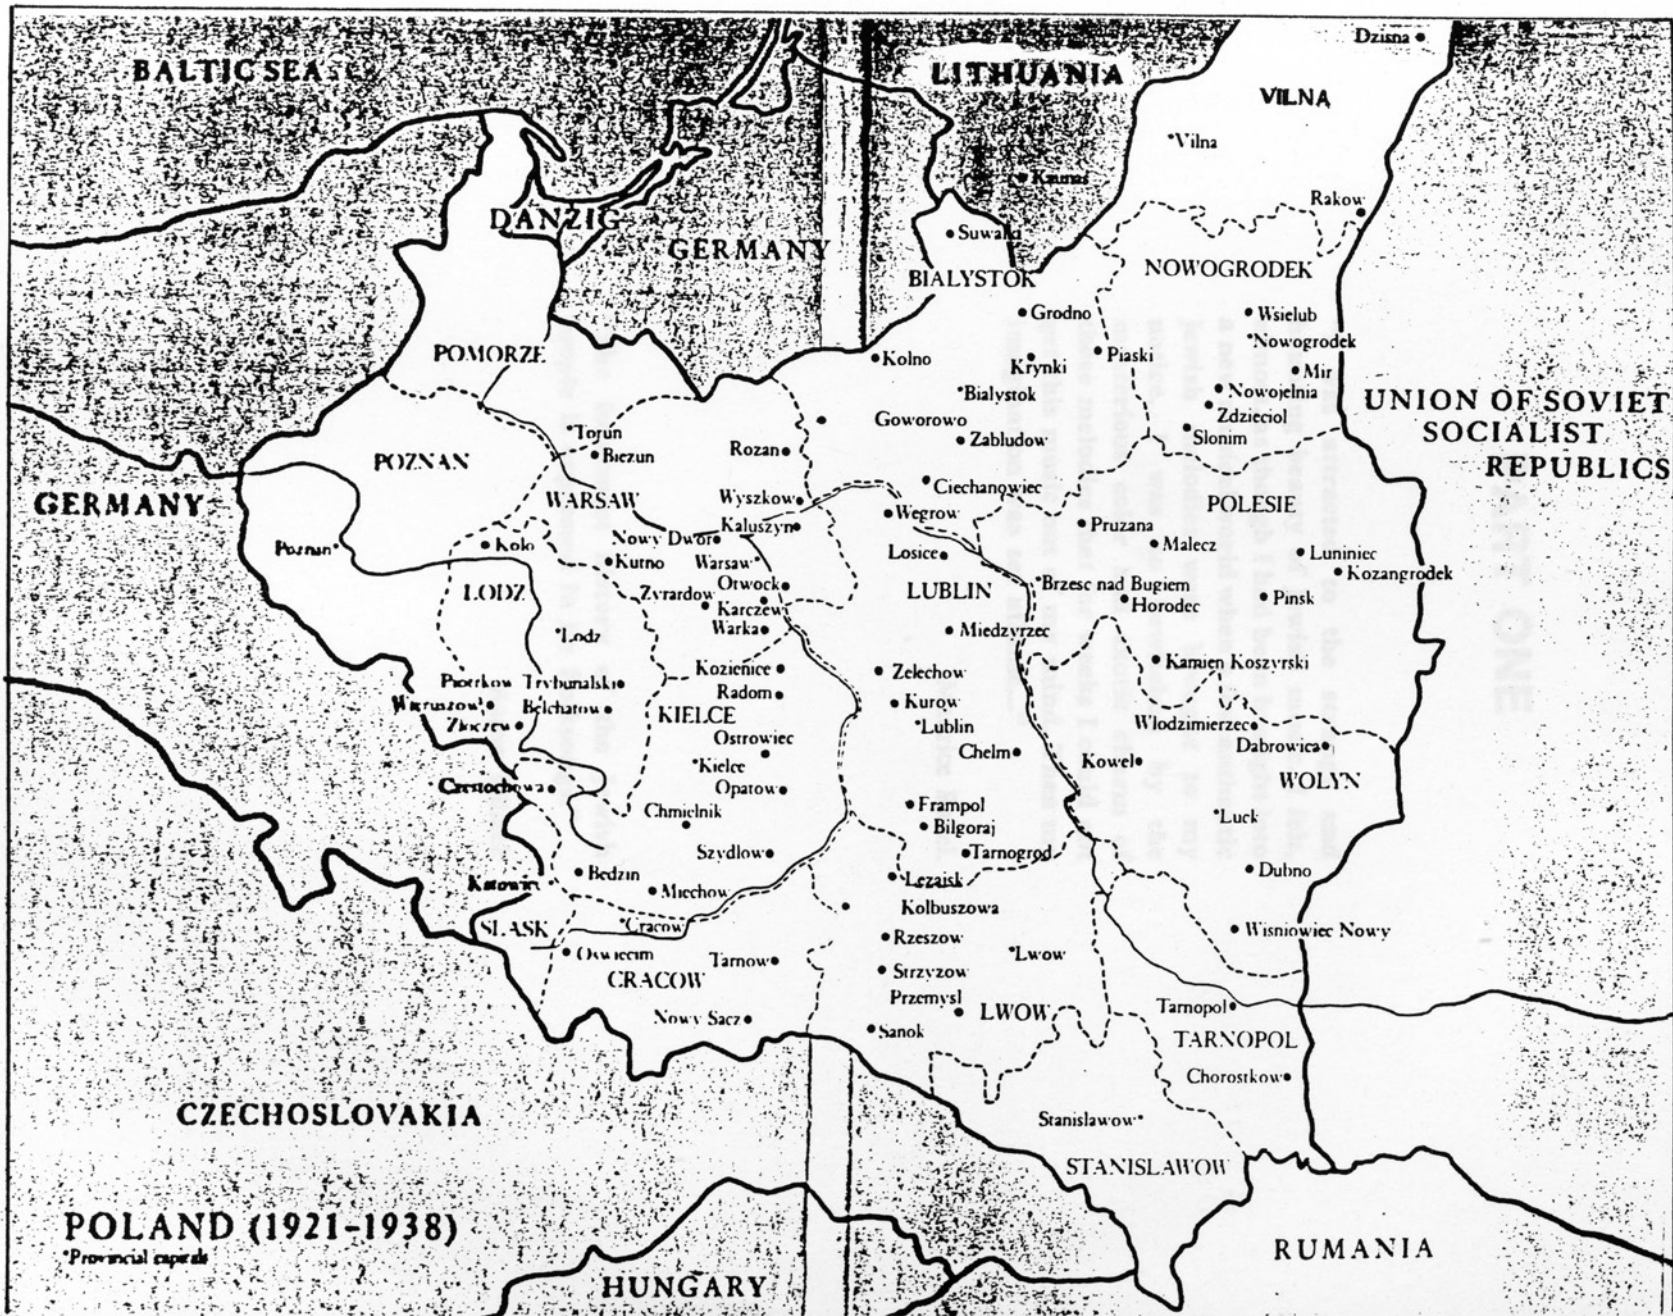 BALTIC SEA
LITHUANIA
Dzisna
VILNA
Vilna
Kaunas
Rakow
DANZIG
GERMANY
Suwalki
BIALYSTOK
NOWOGRODEK
Grodno
Wsielub
Nowogrodek
POMORZE
Kolno
Krynki
Piaski
Mir
Bialystok
Nowojelnia
Zdzieciol
UNION OF SOVIET
SOCIALIST
REPUBLICS
Goworowo
Torun
Zabludow
Slonim
Biezun
Rozan
POZNAN
Ciechanowiec
WARSAW
Wyszkow
POLESIE
GERMANY
Wegrow
Kaluszyn
Pruzana
Nowy Dwor
Malecz
Poznan
Kolo
Kutno
Warsaw
Losice
Luniniec
Kozangrodek
Otwock
LODZ
LUBLIN
Brzesc nad Bugiem
Horodec
Pinsk
Zyrardow
Karczew
Warka
Lodz
Miedzyrzec
Kozienice
Zelechow
Kamien Koszyrski
Piotrkow Trybunalski
Radom
Wieruszow
Belchatow
KIELCE
Kurow
Lublin
Wlodzimierzec
Dabrowica
Ostrowiec
Chelm
Kowel
Kielce
WOLYN
Czestochowa
Opatow
Frampol
Luck
Chmielnik
Bilgoraj
Szydlow
Tarnogrod
Dubno
Bedzin
Miechow
Lezajsk
Kolbuszowa
SLASK
Cracow
Rzeszow
Wisniowiec Nowy
Oswiecim
Tarnow
Lwow
CRACOW
Strzyzow
Przemysl
LWOW
Tarnopol
Nowy Sacz
Sanok
TARNOPOL
Chorostkow
CZECHOSLOVAKIA
Stanislawow
STANISLAWOW
POLAND (1921-1938)
*Provincial capitals
HUNGARY
RUMANIA